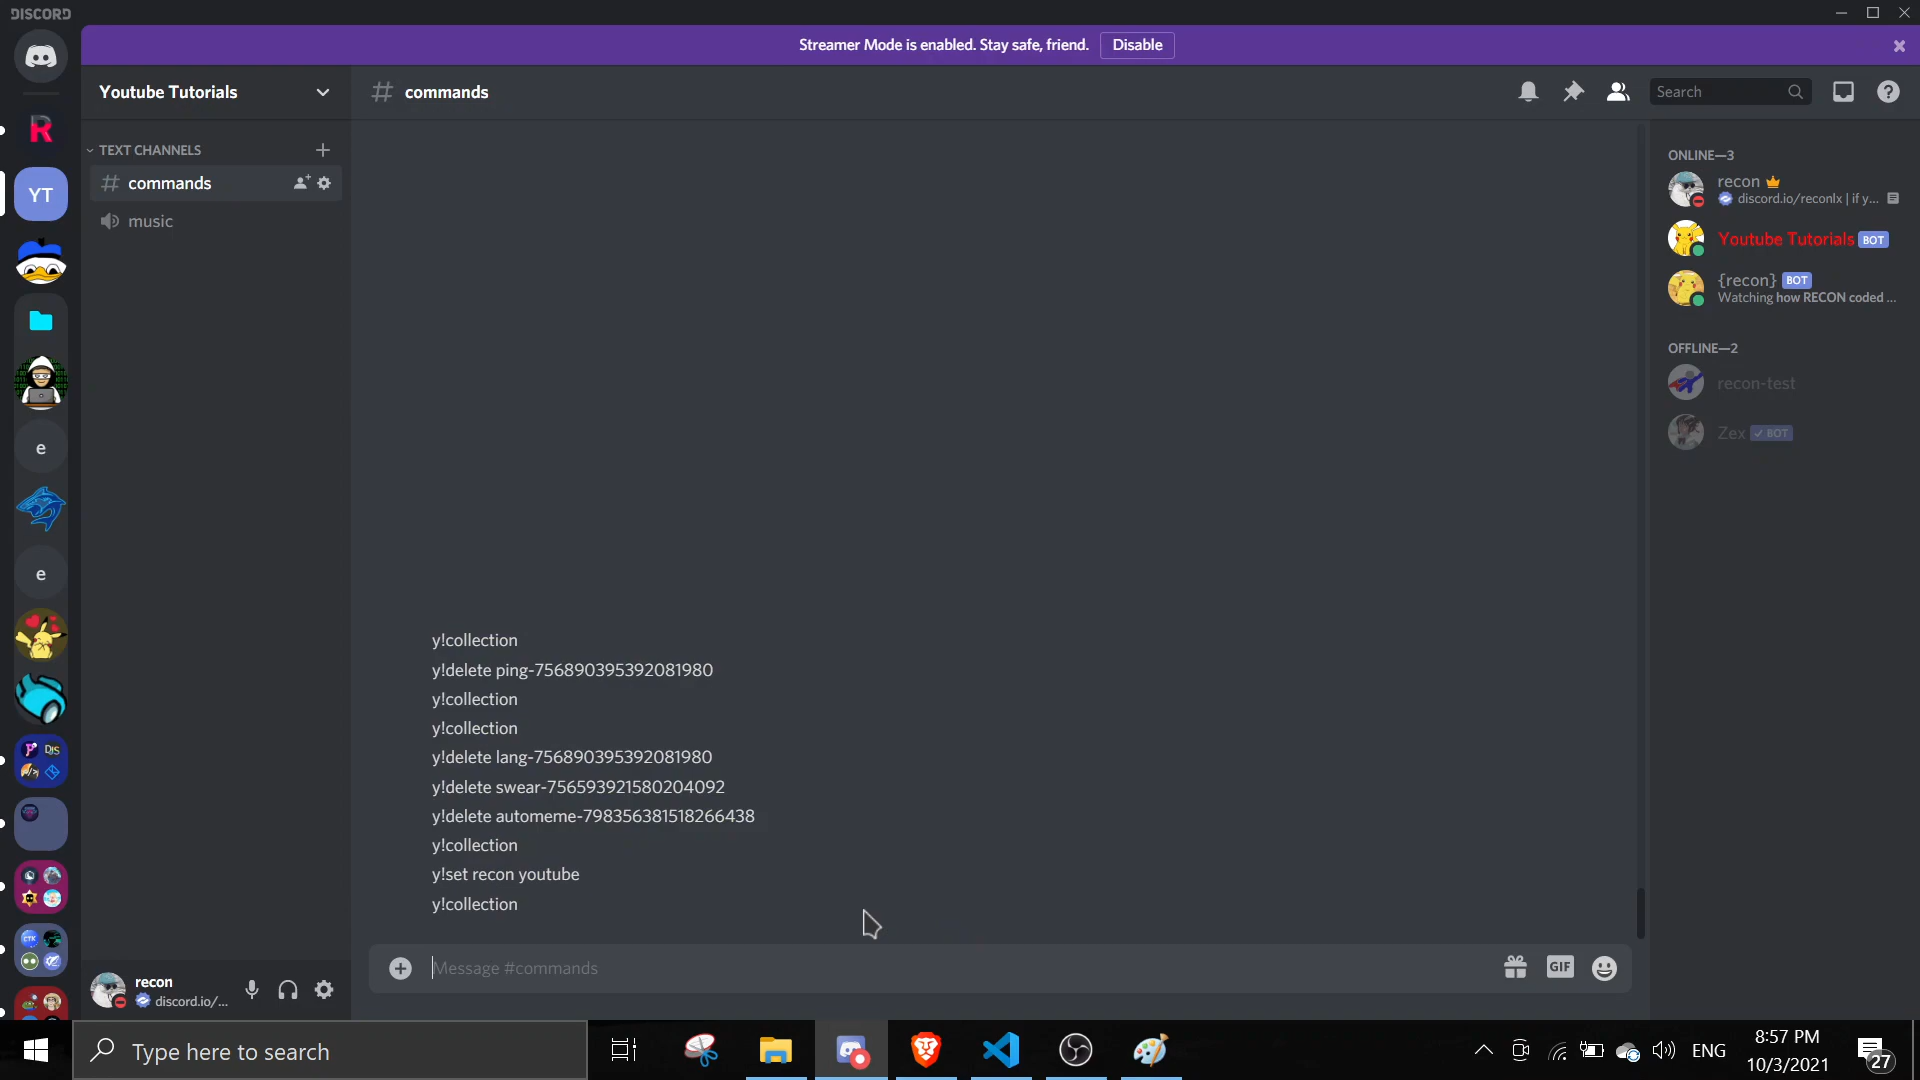 DISCORD
Streamer Mode is enabled. Stay safe, friend. Disable
Youtube Tutorials
commands
Search
TEXT CHANNELS
commands
music
R
YT
e
e
ONLINE—3
recon
discord.io/reconlx | if y...
Youtube Tutorials BOT
{recon} BOT
Watching how RECON coded ...
OFFLINE—2
recon-test
Zex BOT
y!collection
y!delete ping-756890395392081980
y!collection
y!collection
y!delete lang-756890395392081980
y!delete swear-756593921580204092
y!delete automeme-798356381518266438
y!collection
y!set recon youtube
y!collection
Message #commands
GIF
recon
discord.io/...
Type here to search
ENG
8:57 PM
10/3/2021
27